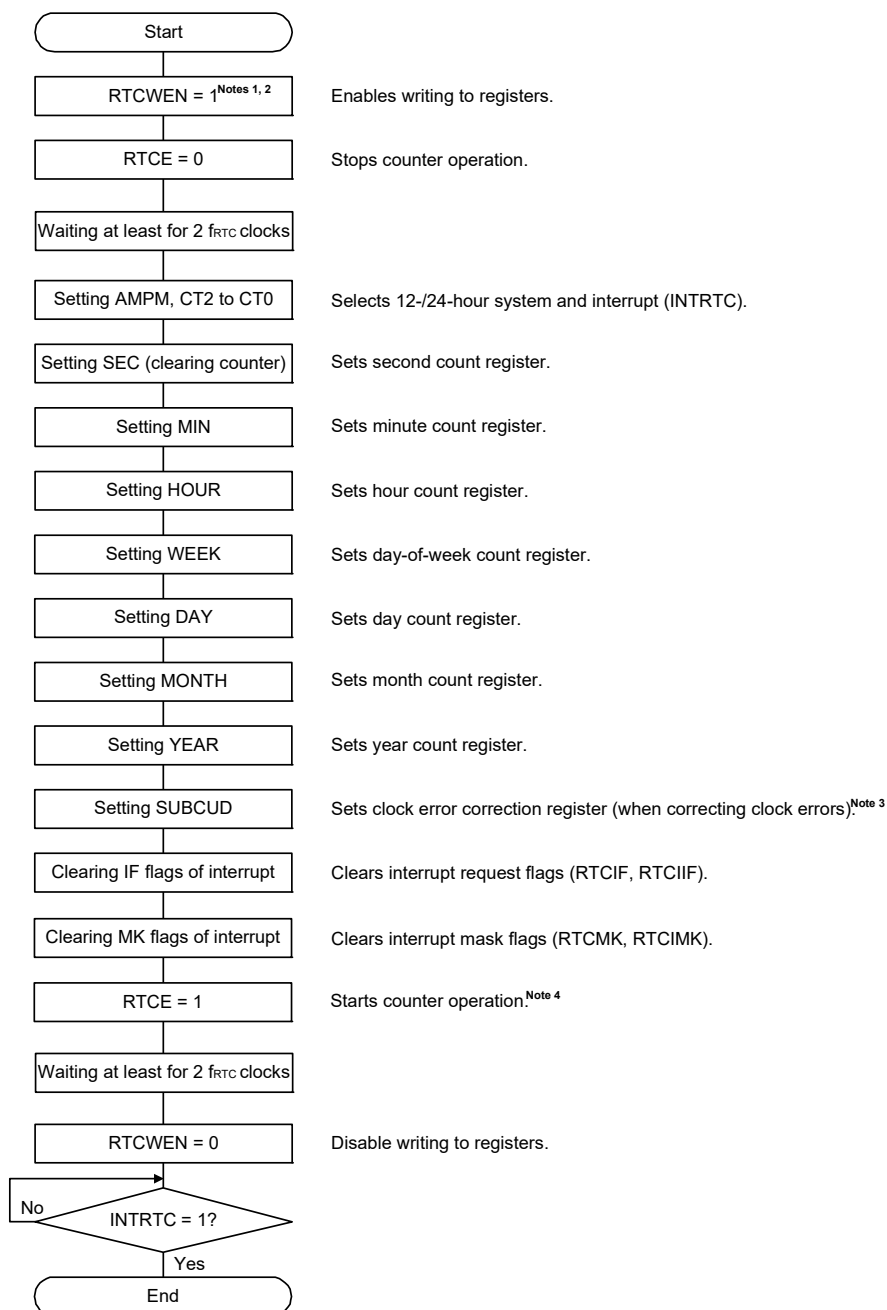 Start
RTCWEN = 1Notes 1, 2 Enables writing to registers.
RTCE = 0 Stops counter operation.
Waiting at least for 2 fRTC clocks
Setting AMPM, CT2 to CT0 Selects 12-/24-hour system and interrupt (INTRTC).
Setting SEC (clearing counter) Sets second count register.
Setting MIN Sets minute count register.
Setting HOUR Sets hour count register.
Setting WEEK Sets day-of-week count register.
Setting DAY Sets day count register.
Setting MONTH Sets month count register.
Setting YEAR Sets year count register.
Setting SUBCUD Sets clock error correction register (when correcting clock errors).Note 3
Clearing IF flags of interrupt Clears interrupt request flags (RTCIF, RTCIIF).
Clearing MK flags of interrupt Clears interrupt mask flags (RTCMK, RTCIMK).
RTCE = 1 Starts counter operation.Note 4
Waiting at least for 2 fRTC clocks
RTCWEN = 0 Disable writing to registers.
No
INTRTC = 1?
Yes
End